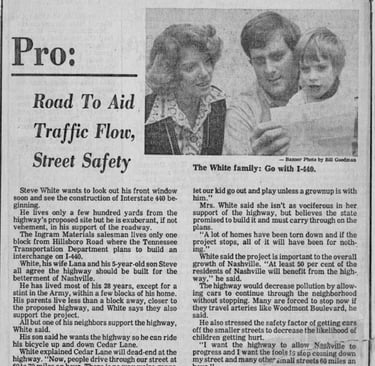 Pro:
Road To Aid
Traffic Flow,
Street Safety
— Banner Photo by Bill Goodman
The White family: Go with I-440.
Steve White wants to look out his front window
soon and see the construction of Interstate 440 be-
ginning.
He lives only a few hundred yards from the
highway's proposed site but he is exuberant, if not
vehement, in his support of the roadway.
The Ingram Materials salesman lives only one
block from Hillsboro Road where the Tennessee
Transportation Department plans to build an
interchange on I-440.
White, his wife Lana and his 5-year-old son Steve
all agree the highway should be built for the
betterment of Nashville.
He has lived most of his 28 years, except for a
stint in the Army, within a few blocks of his home.
His parents live less than a block away, closer to
the proposed highway, and White says they also
support the project.
All but one of his neighbors support the highway,
White said.
His son said he wants the highway so he can ride
his bicycle up and down Cedar Lane.
White explained Cedar Lane will dead-end at the
highway. "Now, people drive through our street at
let our kid go out and play unless a grownup is with
him."
Mrs. White said she isn't as vociferous in her
support of the highway, but believes the state
promised to build it and must carry through on the
plans.
"A lot of homes have been torn down and if the
project stops, all of it will have been for noth-
ing."
White said the project is important to the overall
growth of Nashville. "At least 50 per cent of the
residents of Nashville will benefit from the high-
way," he said.
The highway would decrease pollution by allow-
ing cars to continue through the neighborhood
without stopping. Many are forced to stop now if
they travel arteries like Woodmont Boulevard, he
said.
He also stressed the safety factor of getting cars
off the smaller streets to decrease the likelihood of
children getting hurt.
"I want the highway to allow Nashville to
progress and I want the fools to stop coming down
my street and many other small streets 60 miles an